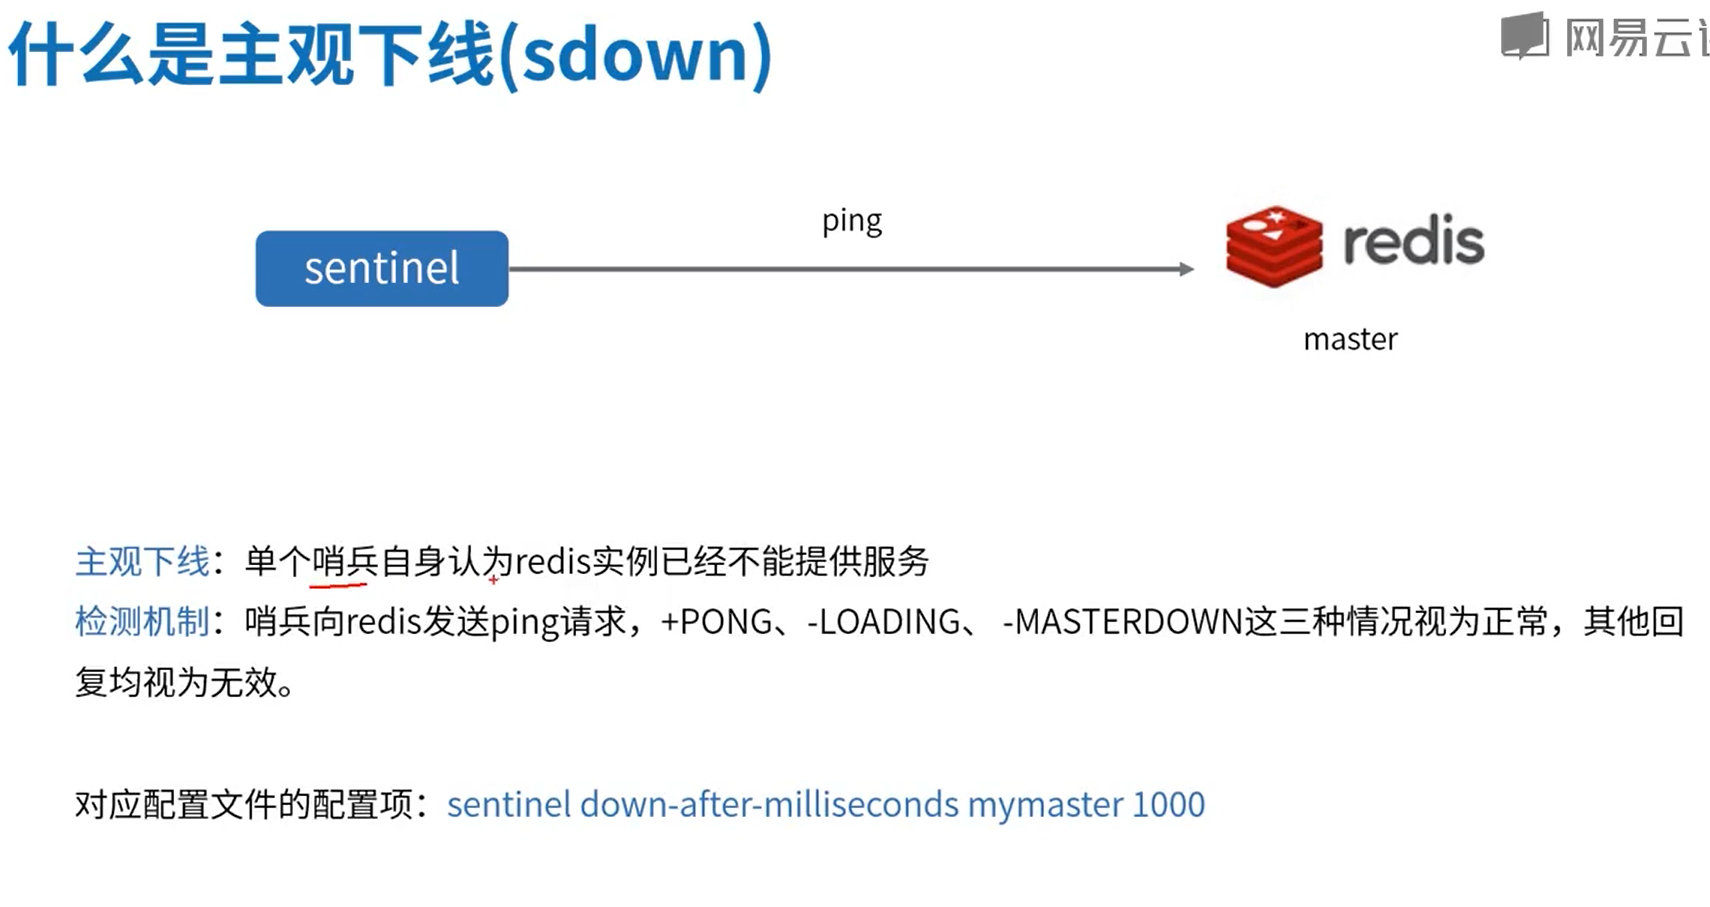 什么是主观下线(sdown)
网易云
ping
sentinel
redis
master
主观下线：单个哨兵自身认为redis实例已经不能提供服务
检测机制：哨兵向redis发送ping请求，+PONG、-LOADING、 -MASTERDOWN这三种情况视为正常，其他回
复均视为无效。
对应配置文件的配置项：sentinel down-after-milliseconds mymaster 1000